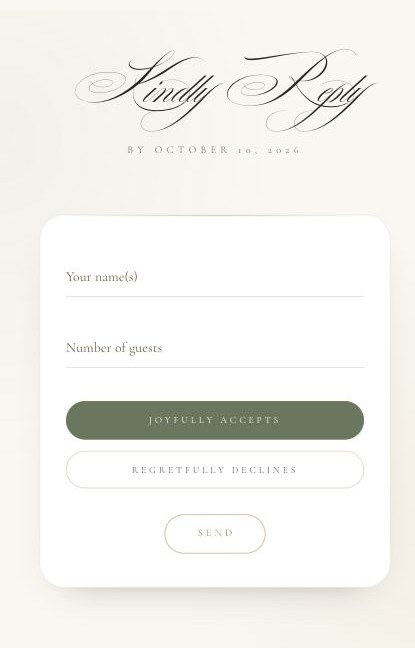 Kindly Reply
BY OCTOBER 10, 2026
Your name(s)
Number of guests
JOYFULLY ACCEPTS
REGRETFULLY DECLINES
SEND